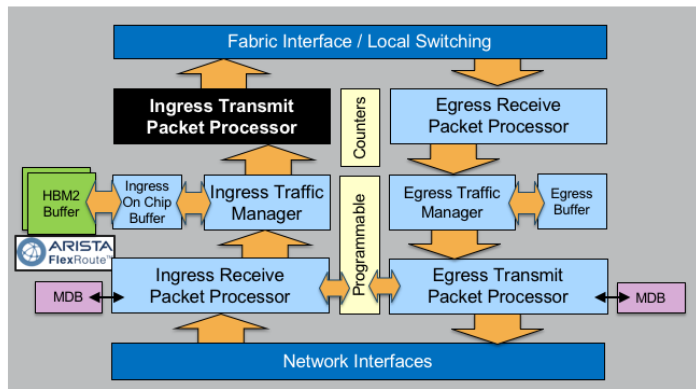 Fabric Interface / Local Switching
Ingress Transmit
Packet Processor
Counters
Egress Receive
Packet Processor
HBM2
Buffer
Ingress
On Chip
Buffer
Ingress Traffic
Manager
Egress Traffic
Manager
Egress
Buffer
ARISTA
FlexRoute™
Programmable
MDB
Ingress Receive
Packet Processor
Egress Transmit
Packet Processor
MDB
Network Interfaces